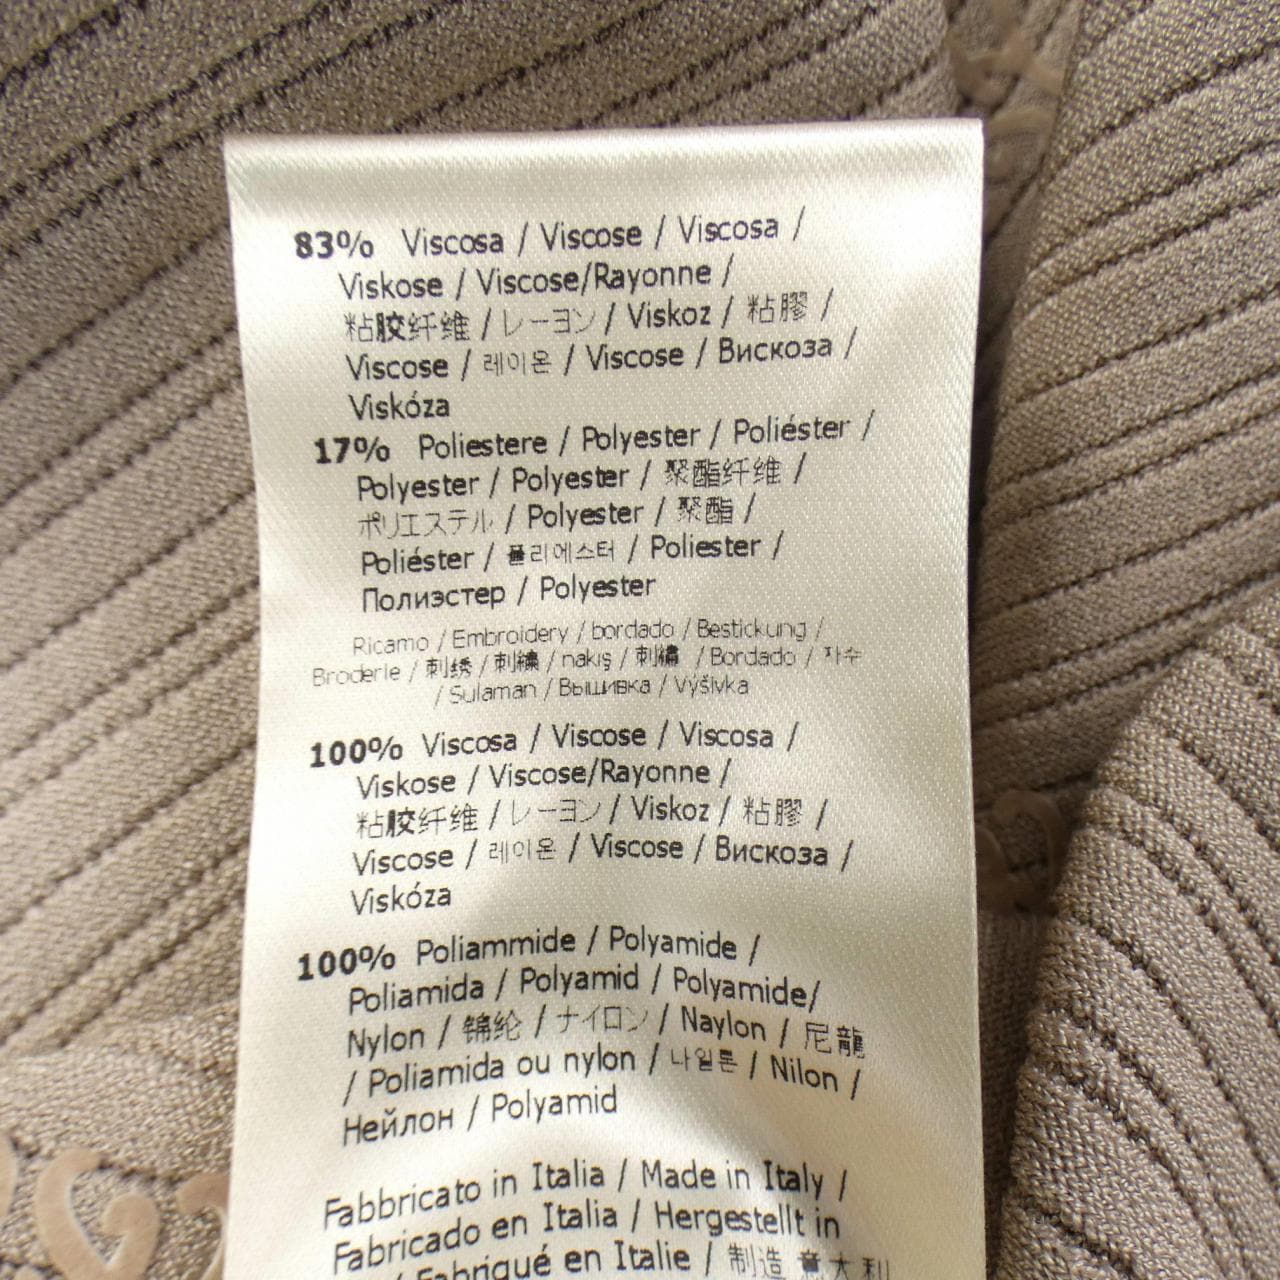 83% Viscosa / Viscose / Viscosa /
Viskose / Viscose/Rayonne /
粘胶纤维 / レーヨン / Viskoz / 粘膠 /
Viscose / 레이온 / Viscose / Вискоза /
Viskóza
17% Poliestere / Polyester / Poliéster /
Polyester / Polyester / 聚酯纤维 /
ポリエステル / Polyester / 聚酯 /
Poliéster / 폴리에스터 / Poliester /
Полиэстер / Polyester
Ricamo / Embroidery / bordado / Bestickung /
Broderie / 刺绣 / 刺繍 / nakış / 刺繡 / Bordado / 자수
/ Sulaman / Вышивка / Výšivka
100% Viscosa / Viscose / Viscosa /
Viskose / Viscose/Rayonne /
粘胶纤维 / レーヨン / Viskoz / 粘膠 /
Viscose / 레이온 / Viscose / Вискоза /
Viskóza
100% Poliammide / Polyamide /
Poliamida / Polyamid / Polyamide/
Nylon / 锦纶 / ナイロン / Naylon / 尼龍
/ Poliamida ou nylon / 나일론 / Nilon /
Нейлон / Polyamid
Fabbricato in Italia / Made in Italy /
Fabricado en Italia / Hergestellt in
/ Fabriqué en Italie / 制造 意大利